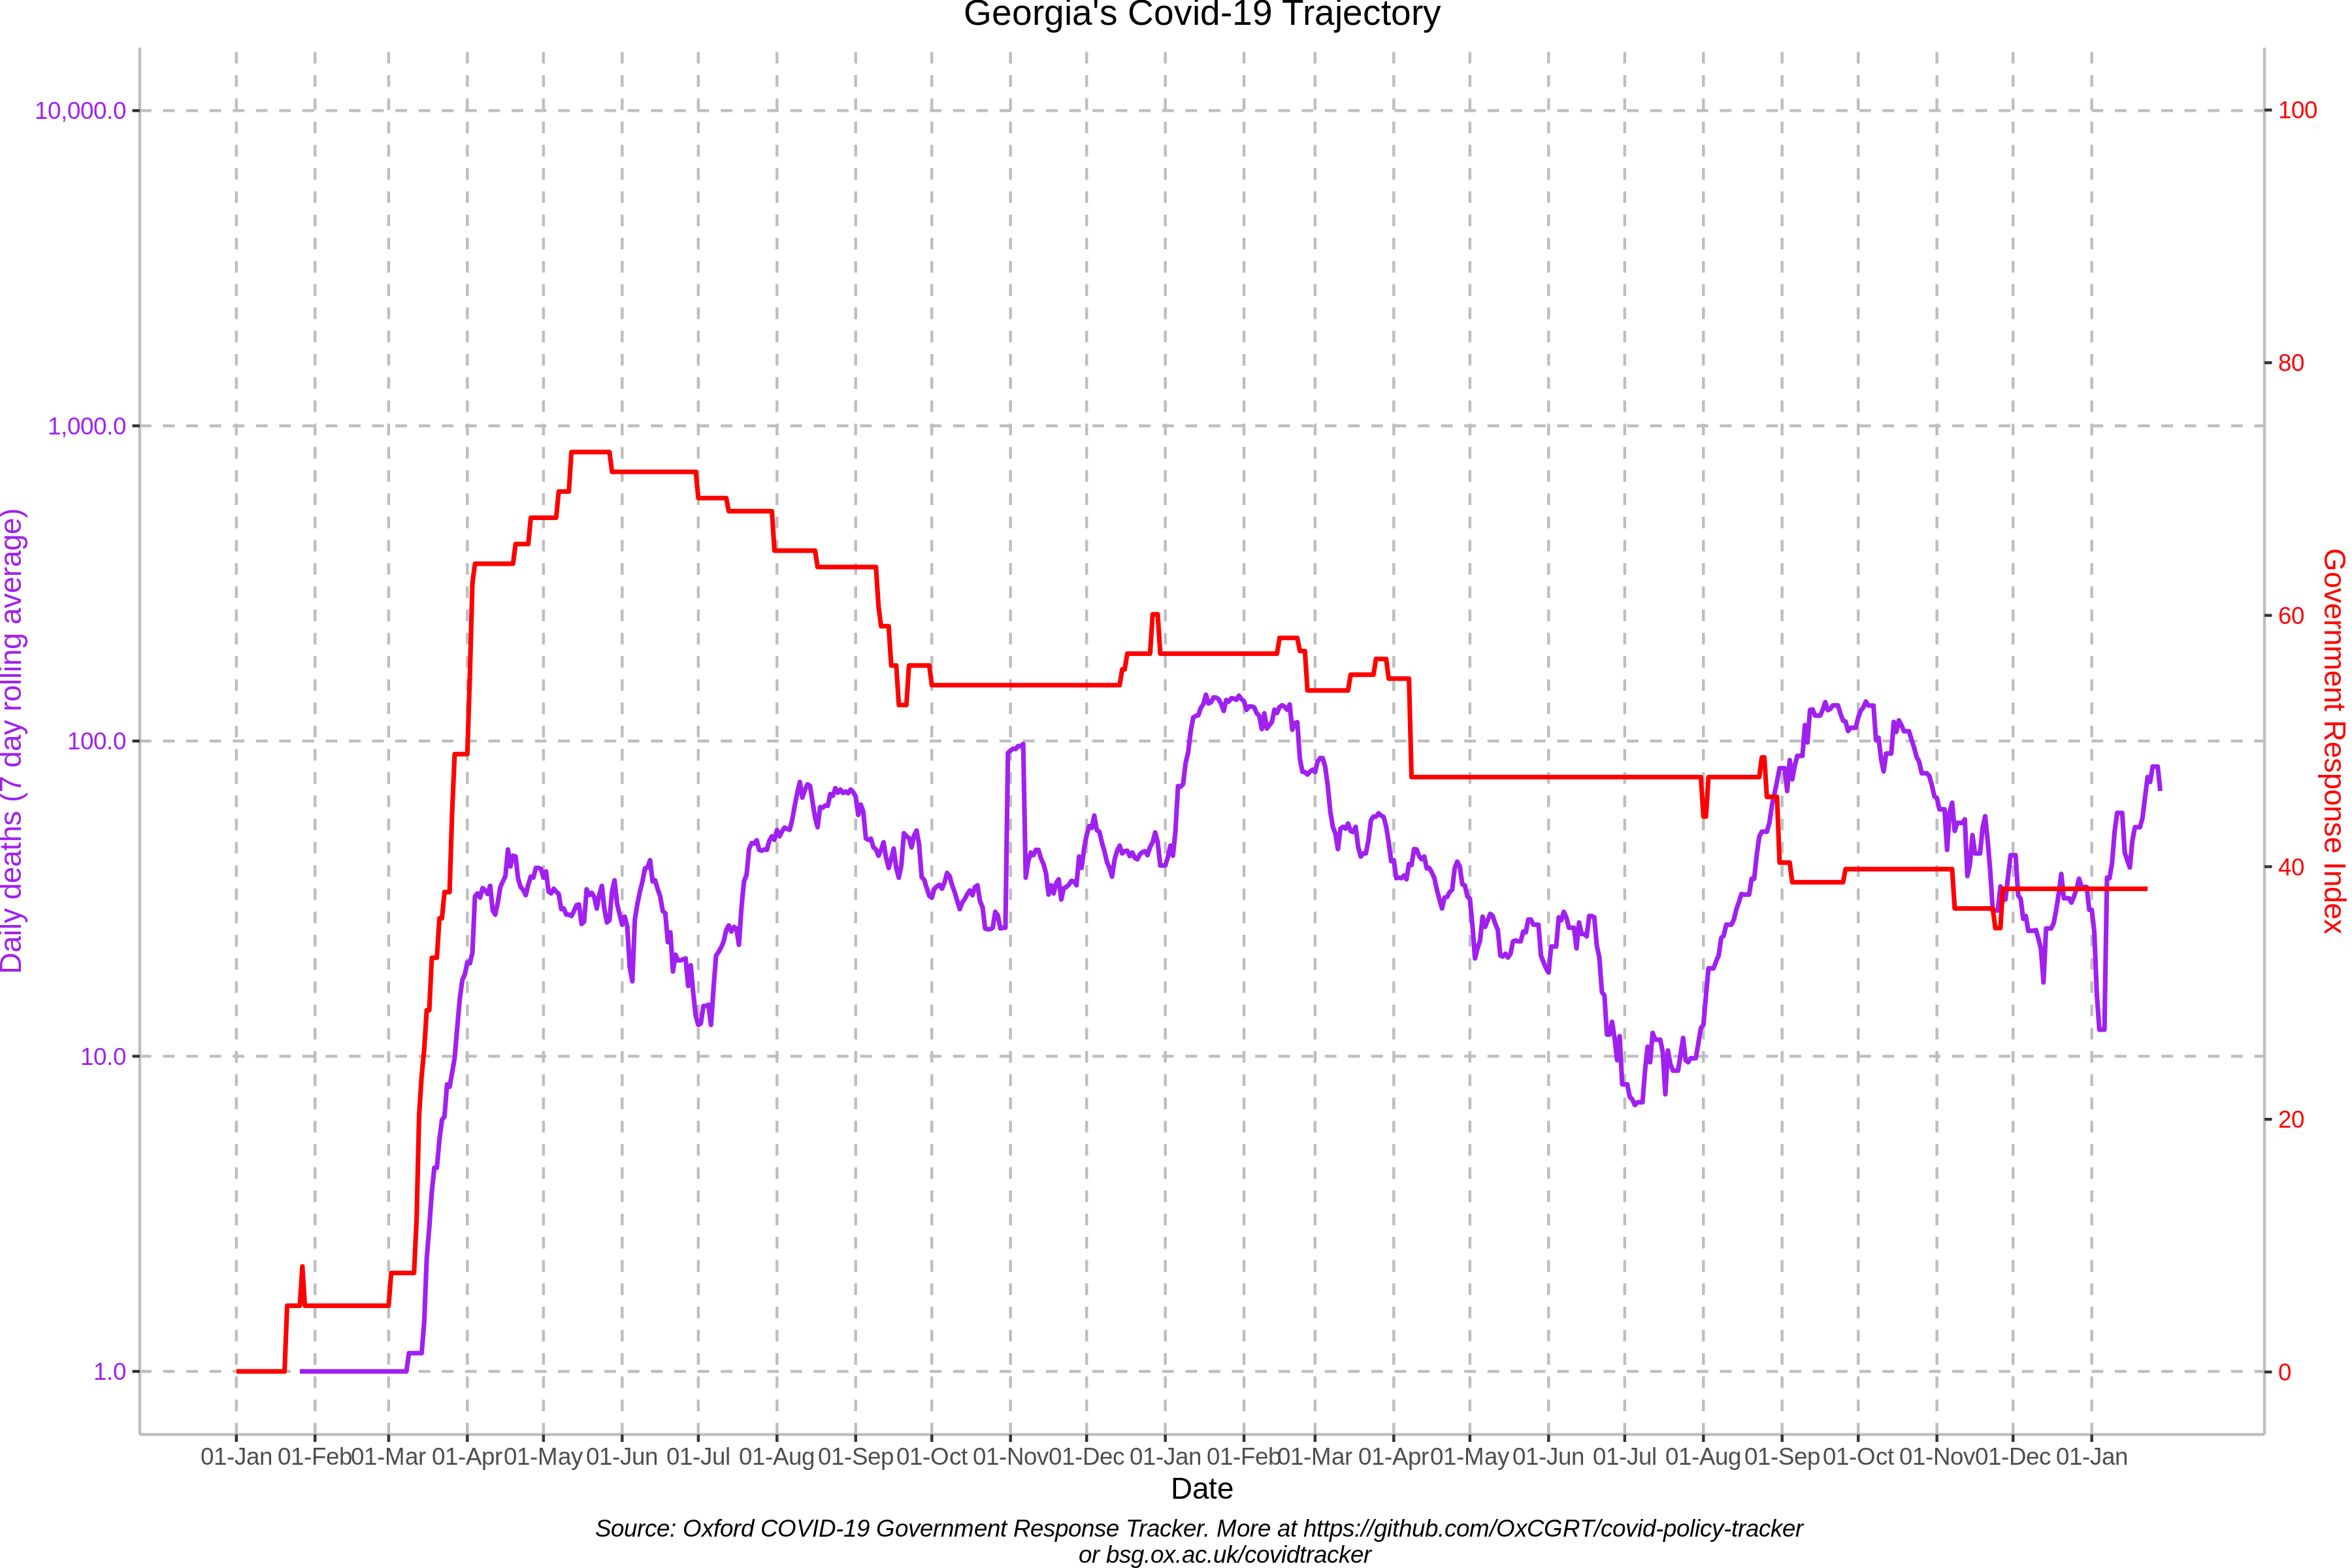 Georgia's Covid-19 Trajectory
10,000.0
1,000.0
100.0
10.0
1.0
Daily deaths (7 day rolling average)
100
80
60
40
20
0
Government Response Index
01-Jan 01-Feb 01-Mar 01-Apr 01-May 01-Jun 01-Jul 01-Aug 01-Sep 01-Oct 01-Nov 01-Dec 01-Jan 01-Feb 01-Mar 01-Apr 01-May 01-Jun 01-Jul 01-Aug 01-Sep 01-Oct 01-Nov 01-Dec 01-Jan
Date
Source: Oxford COVID-19 Government Response Tracker. More at https://github.com/OxCGRT/covid-policy-tracker
or bsg.ox.ac.uk/covidtracker